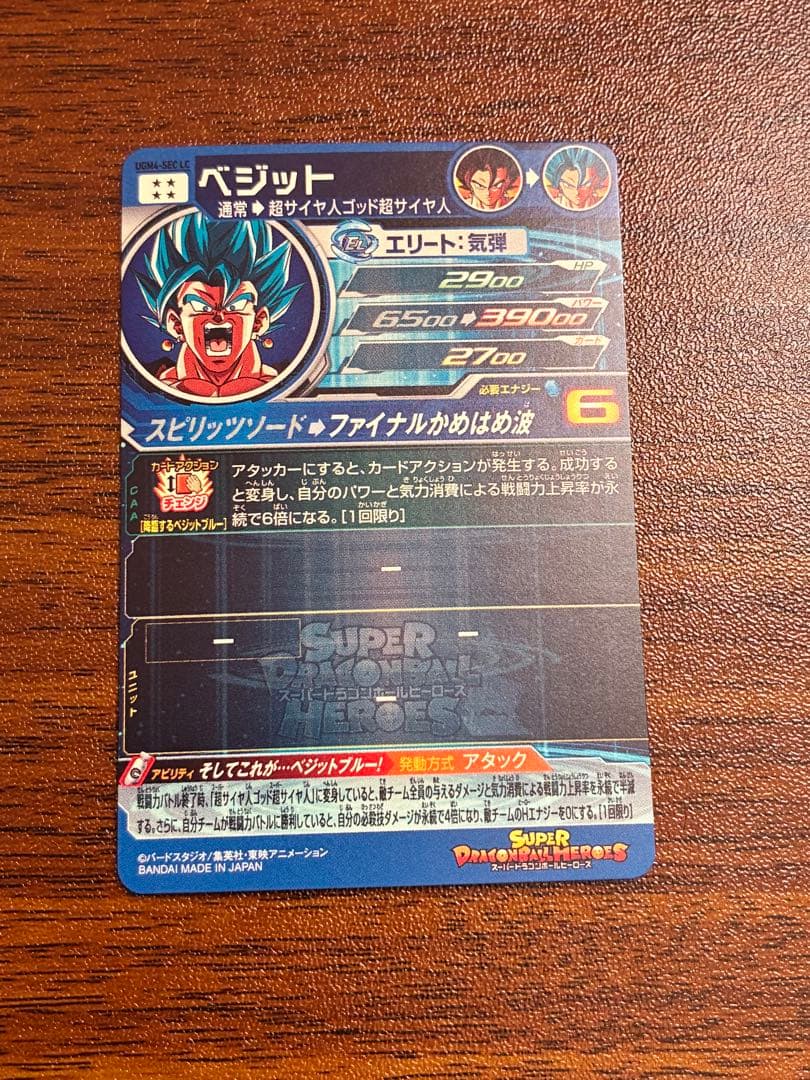 UGM4-SEC LC
ベジット
通常➡超サイヤ人ゴッド超サイヤ人
EL エリート:気弾
HP
2900
パワー
6500➡39000
ガード
2700
必要エナジー 6
スピリッツソード➡ファイナルかめはめ波
CAA
カードアクション
チェンジ
[降臨するベジットブルー]
アタッカーにすると、カードアクションが発生する。成功する
と変身し、自分のパワーと気力消費による戦闘力上昇率が永
続で6倍になる。[1回限り]
ー
ー ー
ユニット
ー
SUPER
DRAGONBALL
スーパードラゴンボールヒーローズ
HEROES
アビリティ そしてこれが…ベジットブルー! 発動方式 アタック
戦闘力バトル終了時、「超サイヤ人ゴッド超サイヤ人」に変身していると、敵チーム全員の与えるダメージと気力消費による戦闘力上昇率を永続で半減
する。さらに、自分チームが戦闘力バトルに勝利していると、自分の必殺技ダメージが永続で4倍になり、敵チームのHエナジーを0にする。[1回限り]
©バードスタジオ/集英社・東映アニメーション
BANDAI MADE IN JAPAN
SUPER
DRAGONBALL HEROES
スーパードラゴンボールヒーローズ